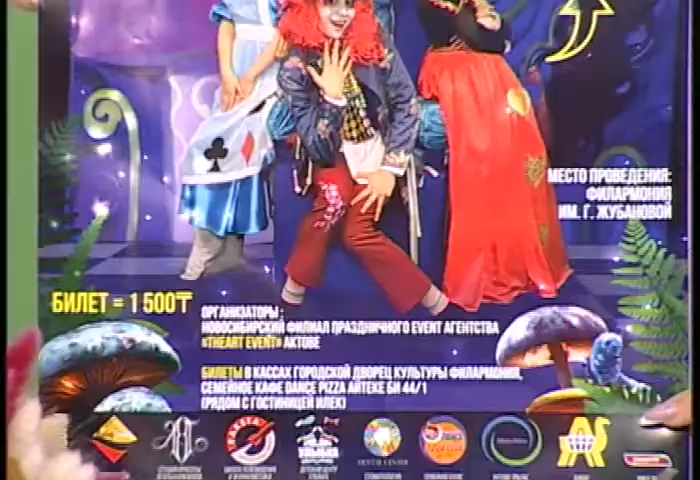 МЕСТО ПРОВЕДЕНИЯ:
ФИЛАРМОНИЯ
ИМ. Г. ЖУБАНОВОЙ
БИЛЕТ = 1 500₸
ОРГАНИЗАТОРЫ :
НОВОСИБИРСКИЙ ФИЛИАЛ ПРАЗДНИЧНОГО EVENT АГЕНТСТВА
«THEART EVENT» АКТОБЕ
БИЛЕТЫ В КАССАХ ГОРОДСКОЙ ДВОРЕЦ КУЛЬТУРЫ ФИЛАРМОНИЯ,
СЕМЕЙНОЕ КАФЕ DANCE PIZZA АЙТЕКЕ БИ 44/1
(РЯДОМ С ГОСТИНИЦЕЙ ИЛЕК)